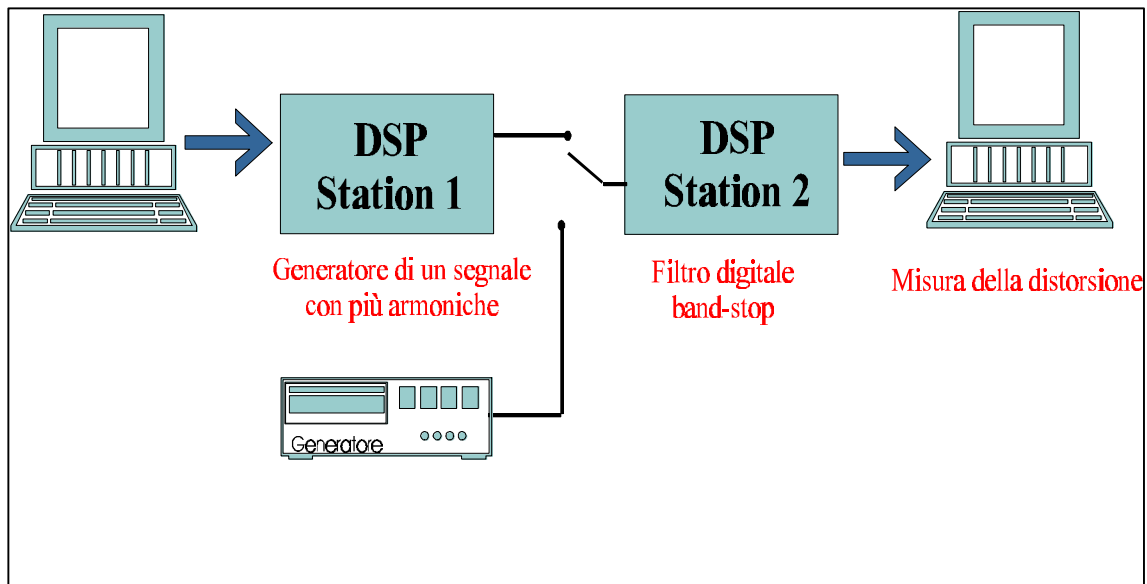 DSP
Station 1
DSP
Station 2
Generatore di un segnale
con più armoniche
Filtro digitale
band-stop
Misura della distorsione
Generatore